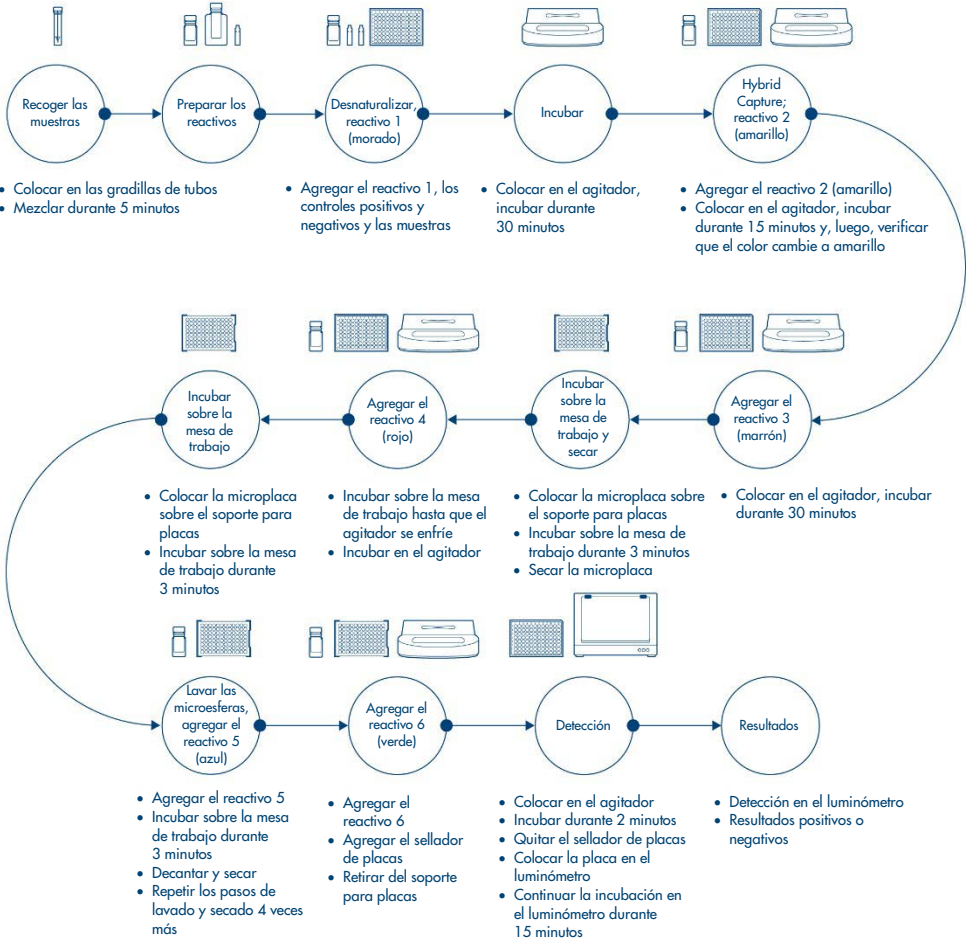 Recoger las
muestras
Preparar los
reactivos
Desnaturalizar,
reactivo 1
(morado)
Incubar
Hybrid
Capture;
reactivo 2
(amarillo)
• Colocar en las gradillas de tubos
• Mezclar durante 5 minutos
• Agregar el reactivo 1, los
controles positivos y
negativos y las muestras
• Colocar en el agitador,
incubar durante
30 minutos
• Agregar el reactivo 2 (amarillo)
• Colocar en el agitador, incubar
durante 15 minutos y, luego, verificar
que el color cambie a amarillo
Agregar el
reactivo 3
(marrón)
Incubar
sobre la
mesa de
trabajo y
secar
Agregar el
reactivo 4
(rojo)
Incubar
sobre la
mesa de
trabajo
• Colocar en el agitador, incubar
durante 30 minutos
• Colocar la microplaca sobre
el soporte para placas
• Incubar sobre la mesa de
trabajo durante 3 minutos
• Secar la microplaca
• Incubar sobre la mesa
de trabajo hasta que el
agitador se enfríe
• Incubar en el agitador
• Colocar la microplaca
sobre el soporte para
placas
• Incubar sobre la mesa
de trabajo durante
3 minutos
Lavar las
microesferas,
agregar el
reactivo 5
(azul)
Agregar el
reactivo 6
(verde)
Detección
Resultados
• Agregar el reactivo 5
• Incubar sobre la mesa
de trabajo durante
3 minutos
• Decantar y secar
• Repetir los pasos de
lavado y secado 4 veces
más
• Agregar el
reactivo 6
• Agregar el sellador
de placas
• Retirar del soporte
para placas
• Colocar en el agitador
• Incubar durante 2 minutos
• Quitar el sellador de placas
• Colocar la placa en el
luminómetro
• Continuar la incubación en
el luminómetro durante
15 minutos
• Detección en el luminómetro
• Resultados positivos o
negativos